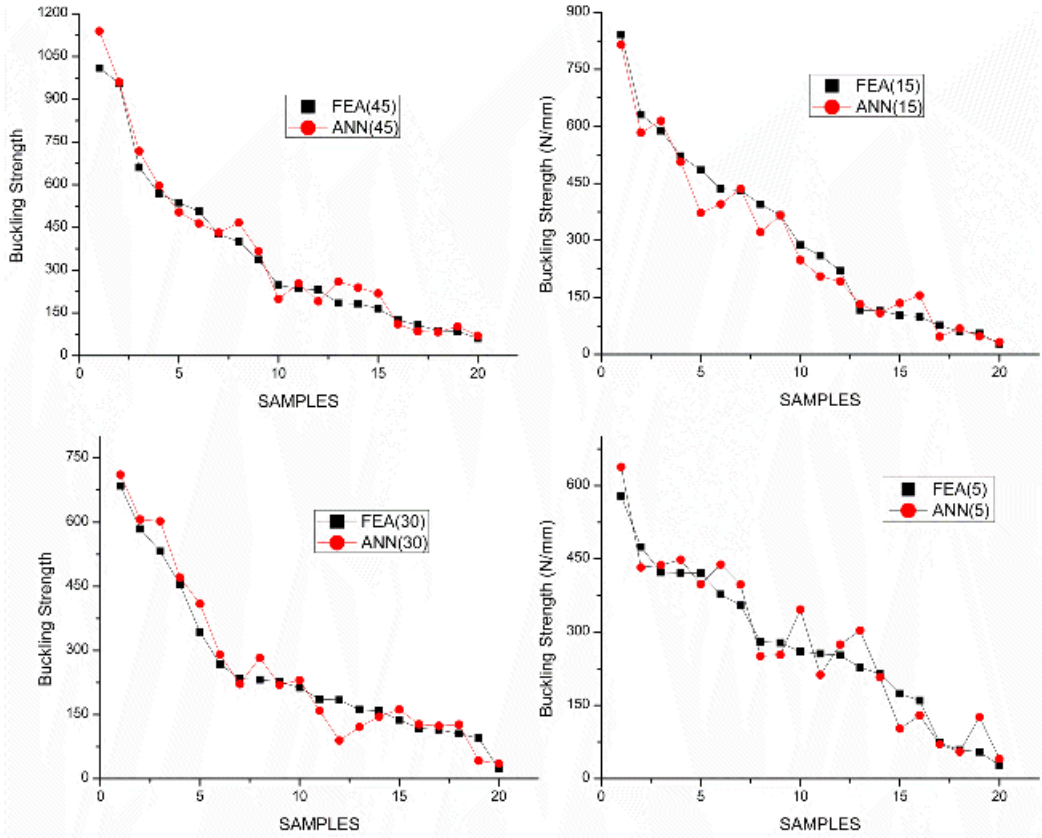 1200
1050
900
750
600
450
300
150
0
Buckling Strength
FEA(45)
ANN(45)
0 5 10 15 20
SAMPLES
900
750
600
450
300
150
0
Buckling Strength (N/mm)
FEA(15)
ANN(15)
0 5 10 15 20
SAMPLES
750
600
450
300
150
0
Buckling Strength
FEA(30)
ANN(30)
0 5 10 15 20
SAMPLES
600
450
300
150
0
Buckling Strength (N/mm)
FEA(5)
ANN(5)
0 5 10 15 20
SAMPLES